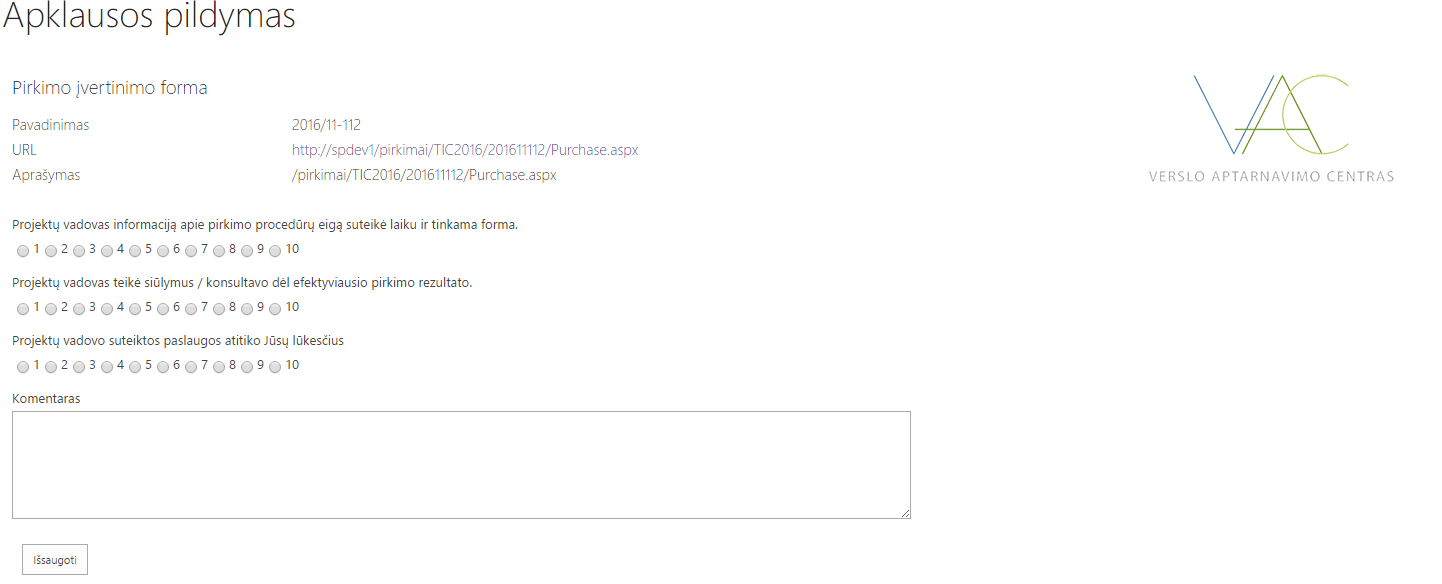 Apklausos pildymas
Pirkimo įvertinimo forma
Pavadinimas 2016/11-112
URL http://spdev1/pirkimai/TIC2016/201611112/Purchase.aspx
Aprašymas /pirkimai/TIC2016/201611112/Purchase.aspx
VAC
VERSLO APTARNAVIMO CENTRAS
Projektų vadovas informaciją apie pirkimo procedūrų eigą suteikė laiku ir tinkama forma.
1 2 3 4 5 6 7 8 9 10
Projektų vadovas teikė siūlymus / konsultavo dėl efektyviausio pirkimo rezultato.
1 2 3 4 5 6 7 8 9 10
Projektų vadovo suteiktos paslaugos atitiko Jūsų lūkesčius
1 2 3 4 5 6 7 8 9 10
Komentaras
Išsaugoti